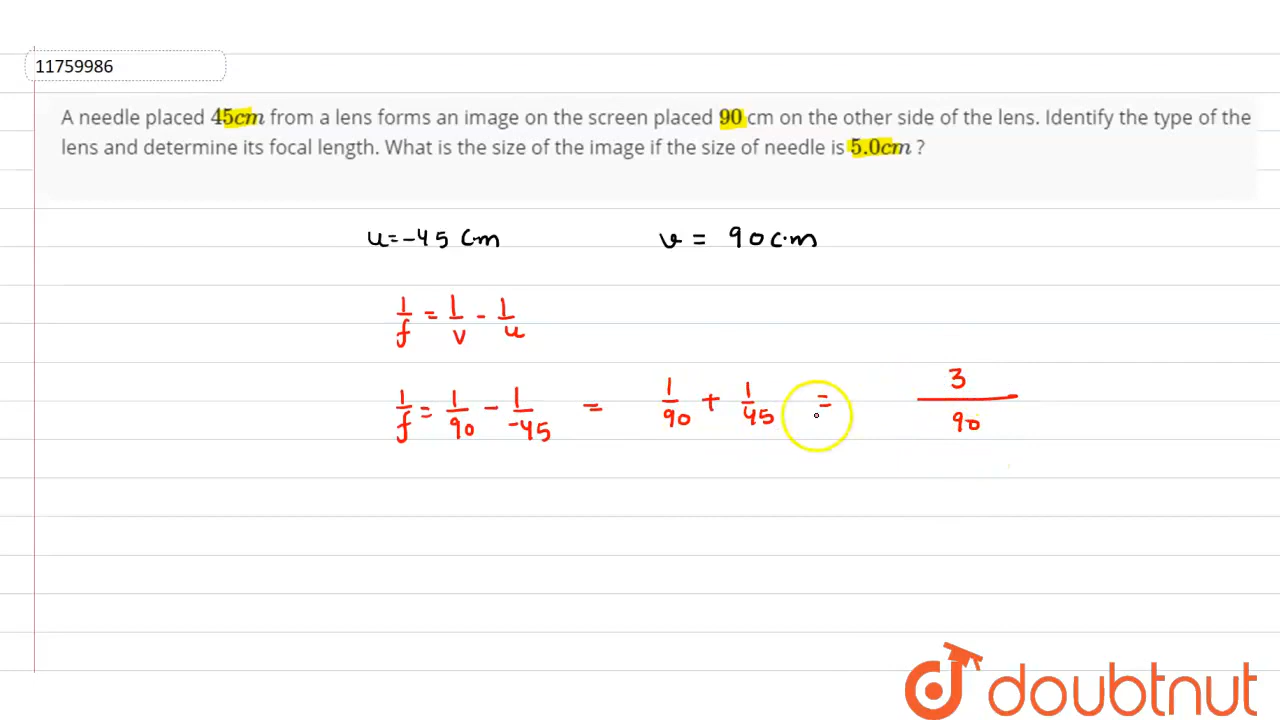 11759986
A needle placed 45cm from a lens forms an image on the screen placed 90 cm on the other side of the lens. Identify the type of the
lens and determine its focal length. What is the size of the image if the size of needle is 5.0cm ?
u=-45 c.m v = 90 c.m
1/f = 1/v - 1/u
1/f = 1/90 - 1/-45 = 1/90 + 1/45 = 3/90
doubtnut